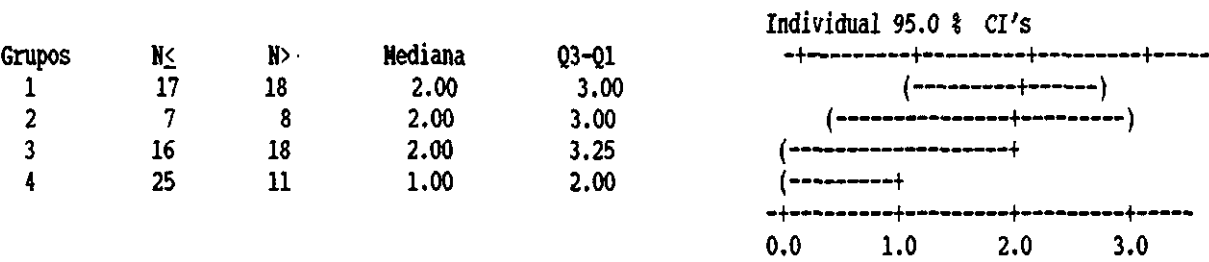 Individual 95.0 % CI's
Grupos N≤ N> Mediana Q3-Q1 -+---------+---------+---------+-----
1 17 18 2.00 3.00 (---------+------)
2 7 8 2.00 3.00 (---------------+---------)
3 16 18 2.00 3.25 (-------------------+
4 25 11 1.00 2.00 (---------+
-+---------+---------+---------+-----
0.0 1.0 2.0 3.0